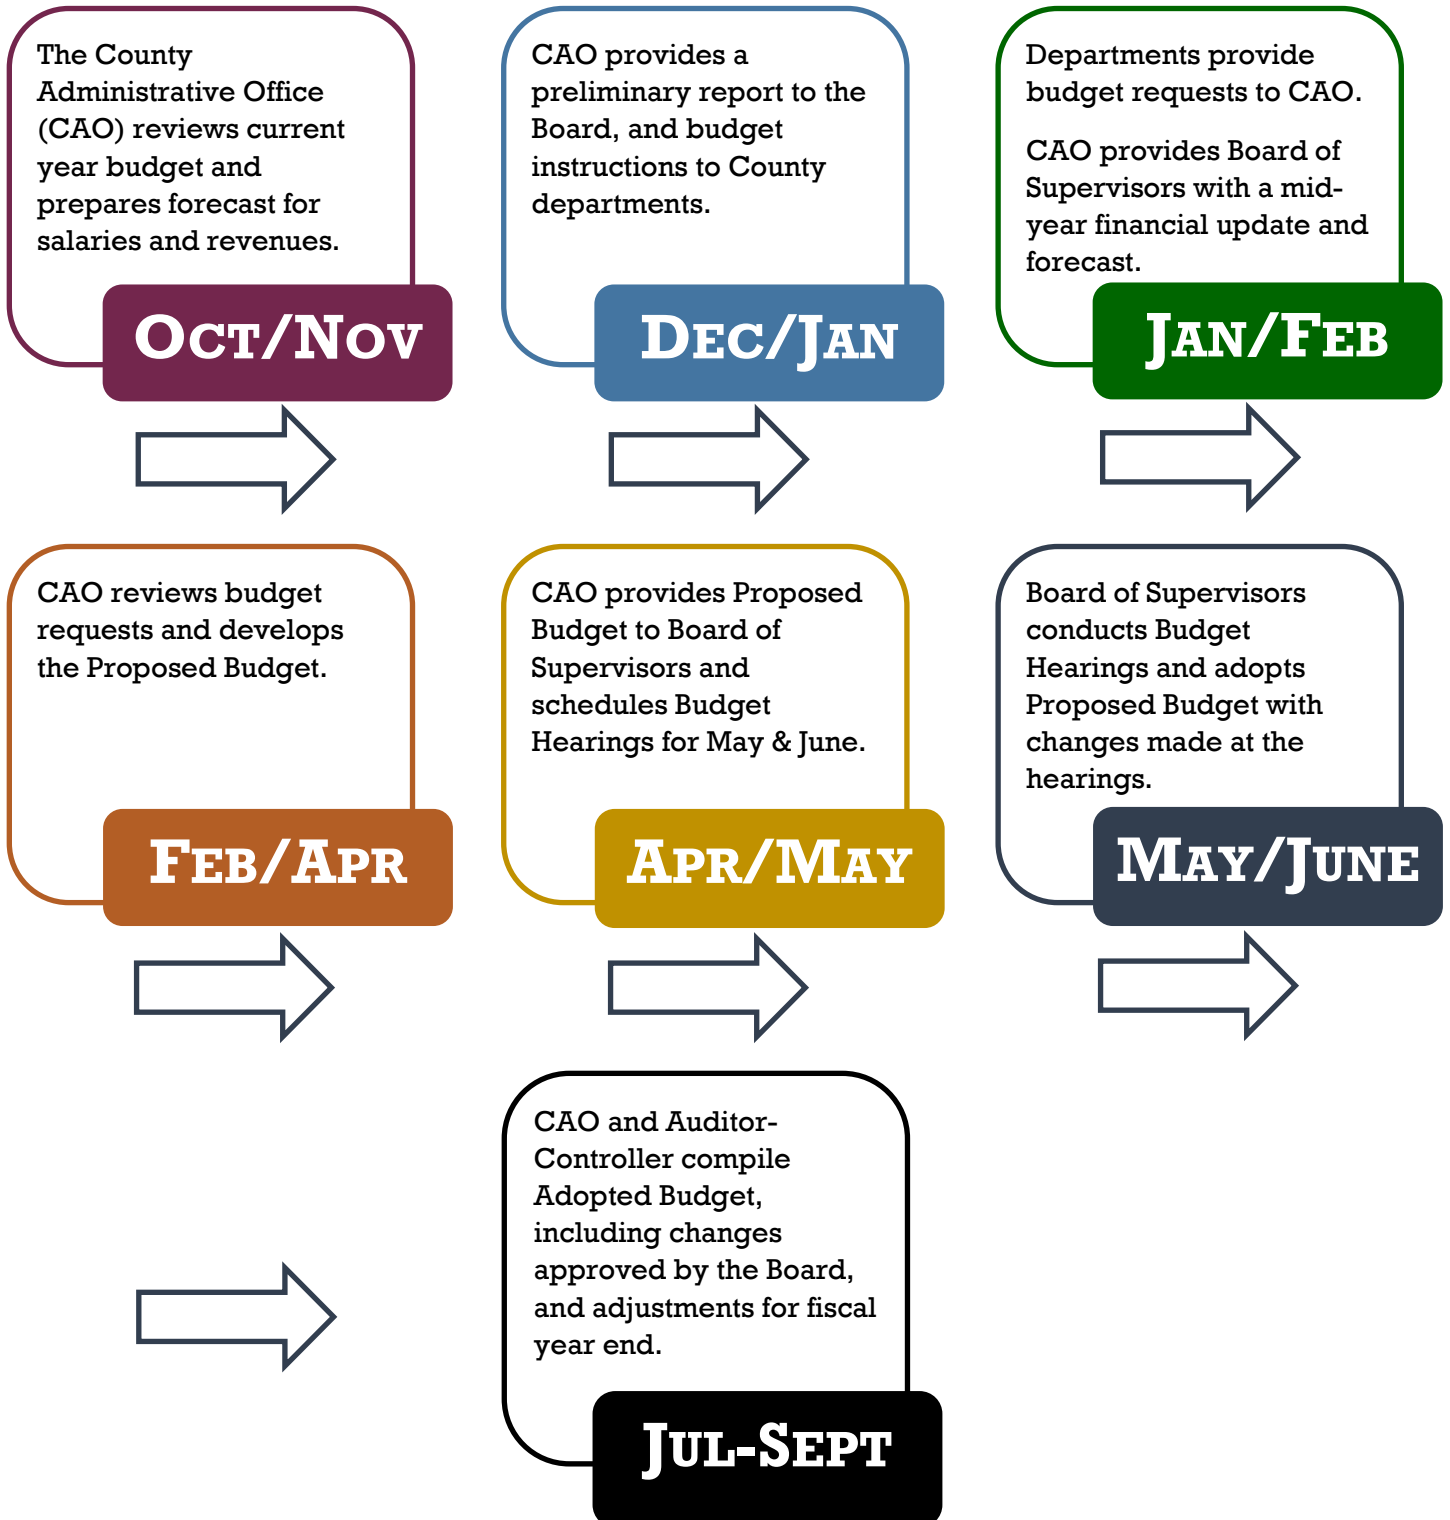 The County
Administrative Office
(CAO) reviews current
year budget and
prepares forecast for
salaries and revenues.
OCT/NOV
CAO provides a
preliminary report to the
Board, and budget
instructions to County
departments.
DEC/JAN
Departments provide
budget requests to CAO.
CAO provides Board of
Supervisors with a mid-
year financial update and
forecast.
JAN/FEB
CAO reviews budget
requests and develops
the Proposed Budget.
FEB/APR
CAO provides Proposed
Budget to Board of
Supervisors and
schedules Budget
Hearings for May & June.
APR/MAY
Board of Supervisors
conducts Budget
Hearings and adopts
Proposed Budget with
changes made at the
hearings.
MAY/JUNE
CAO and Auditor-
Controller compile
Adopted Budget,
including changes
approved by the Board,
and adjustments for fiscal
year end.
JUL-SEPT